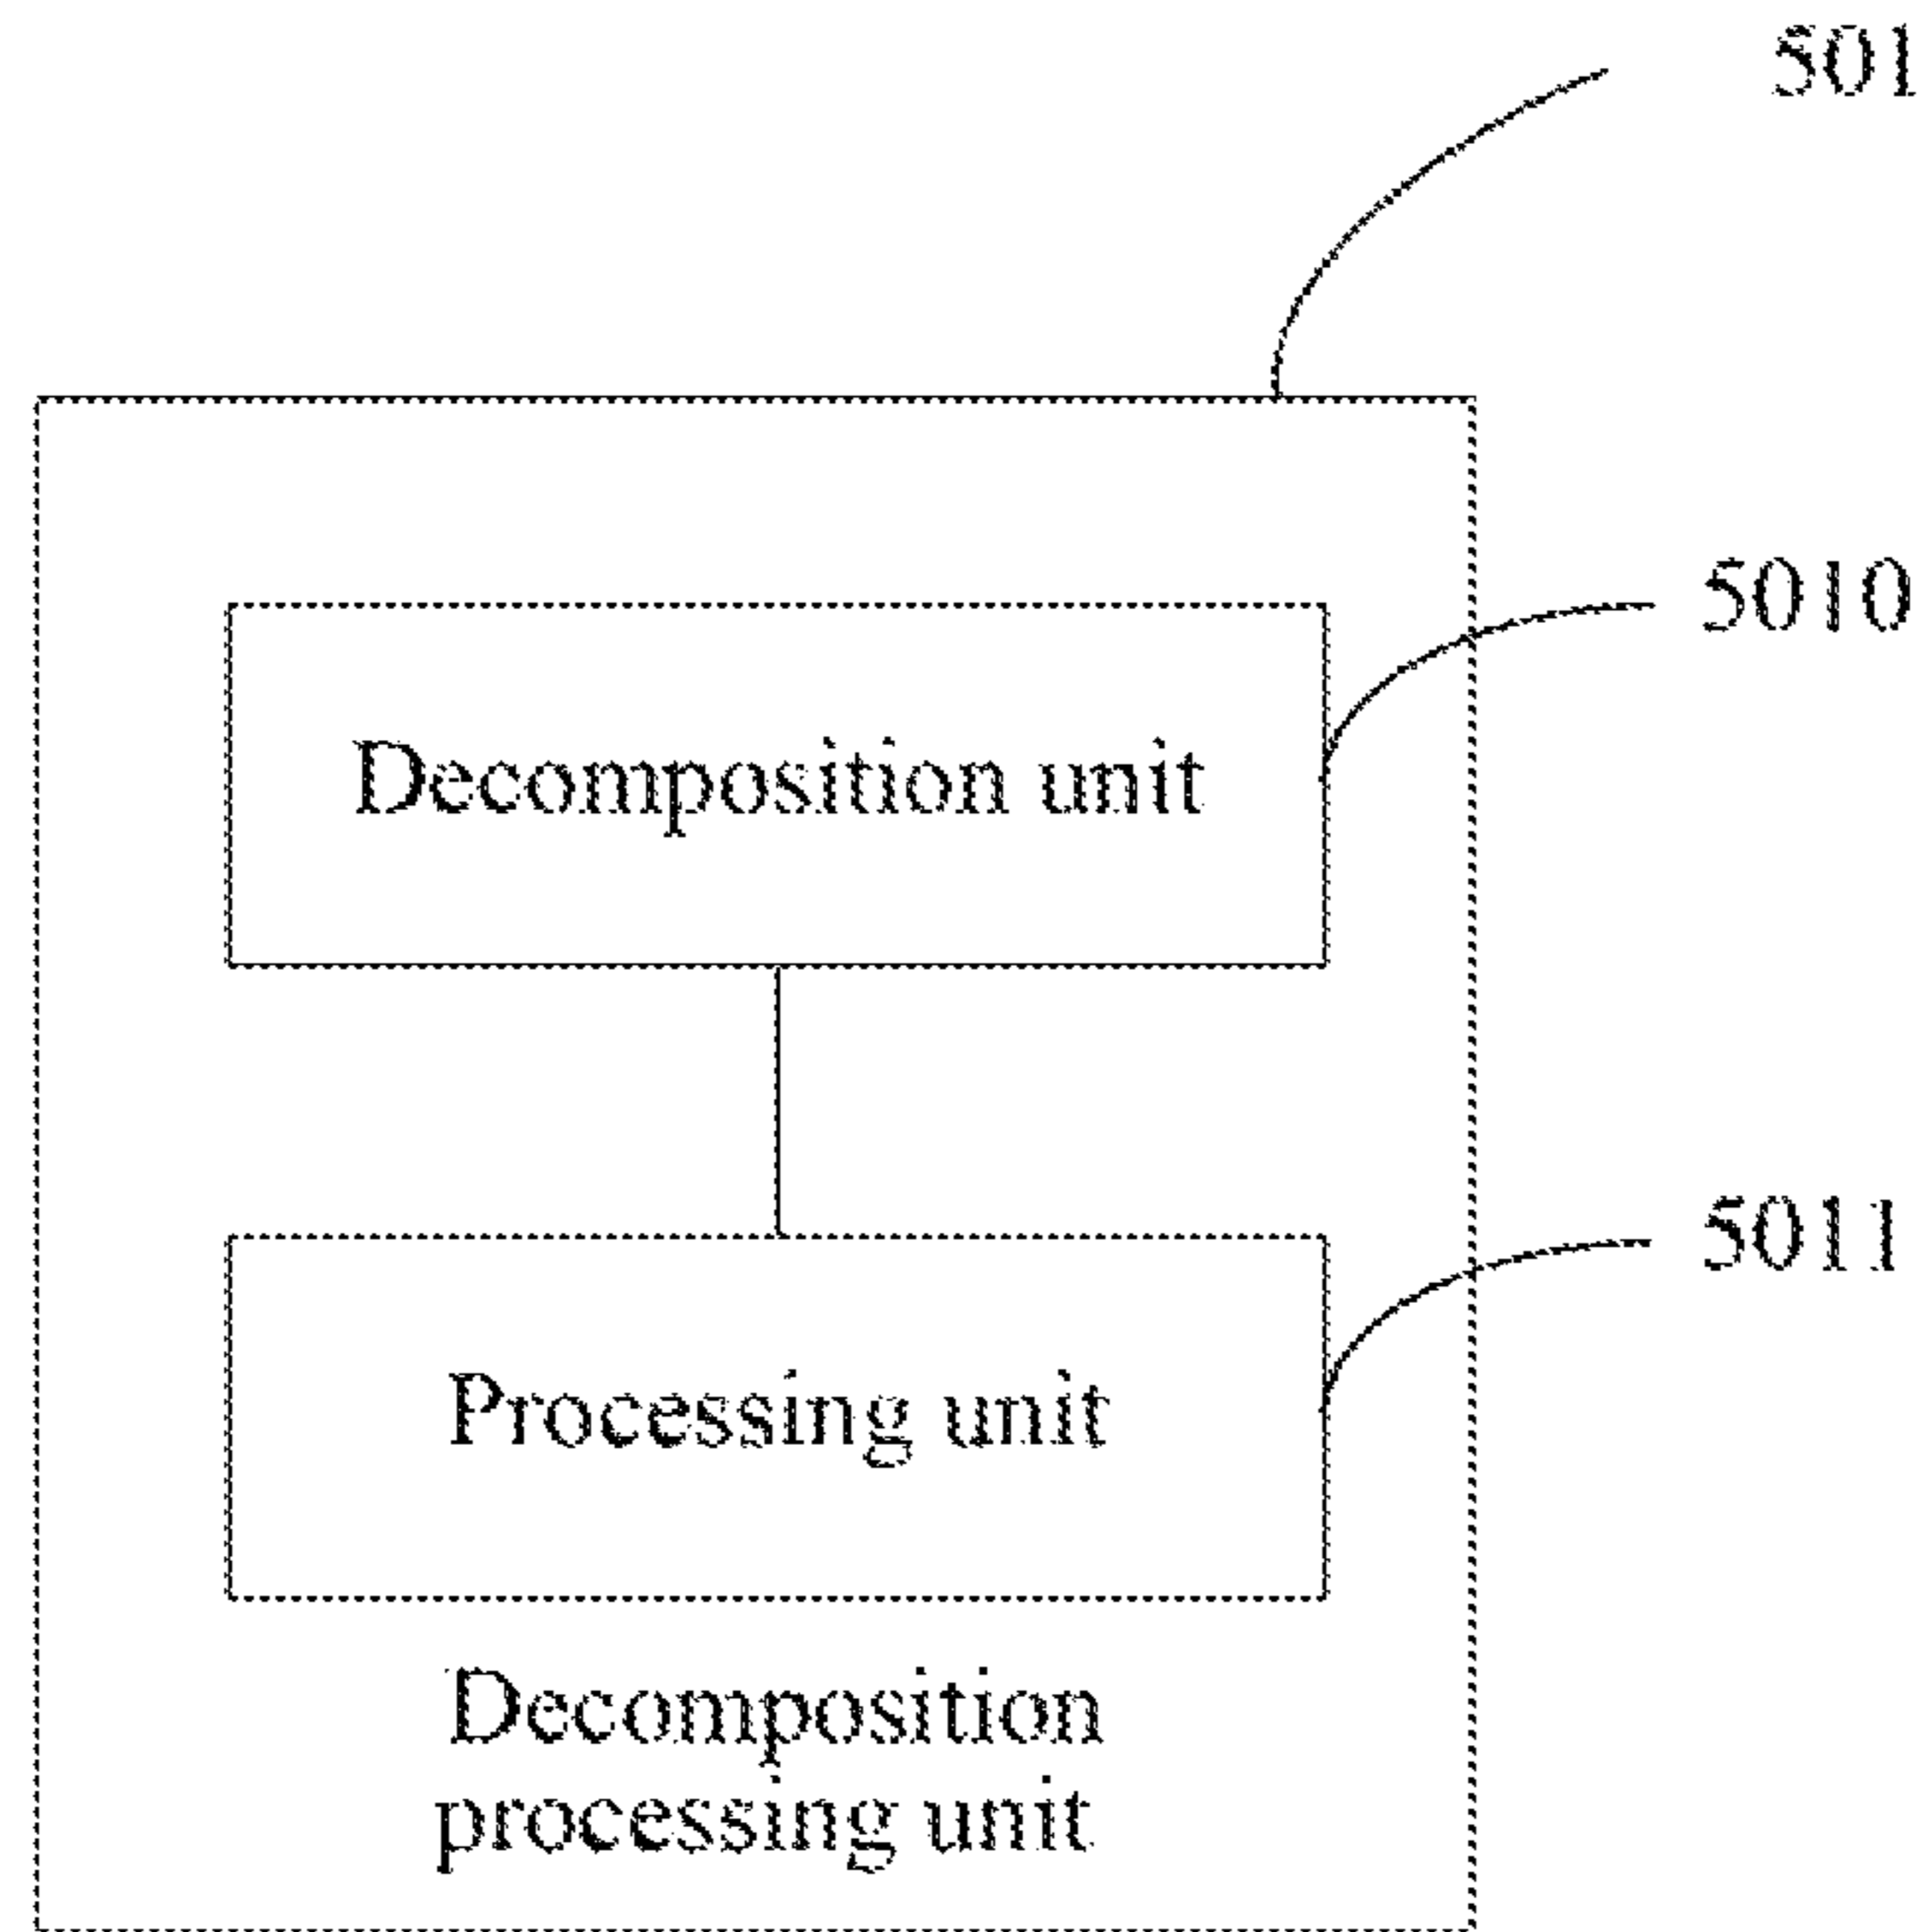 501
5010
Decomposition unit
5011
Processing unit
Decomposition
processing unit